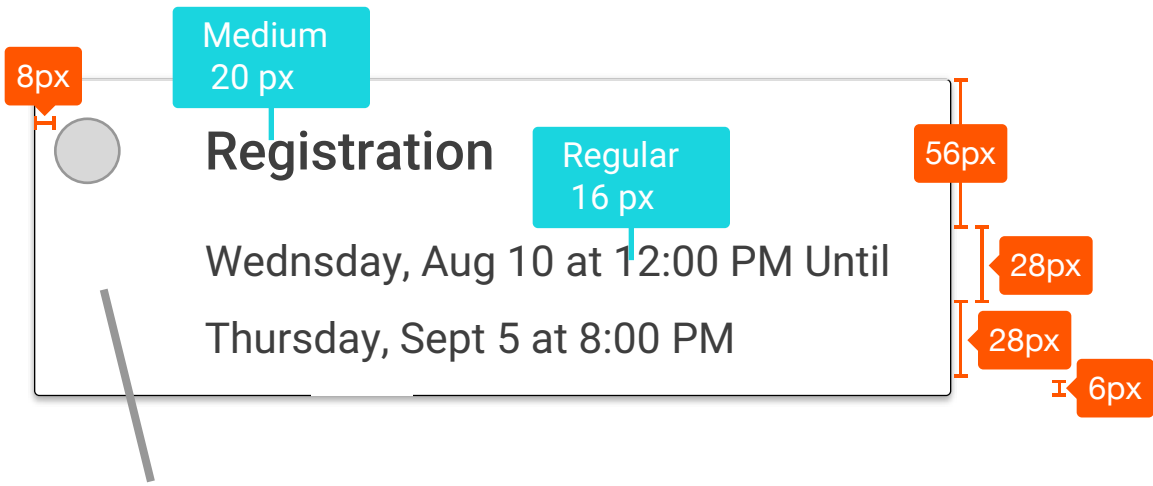 Medium
20 px
8px
Registration
Regular
16 px
56px
Wednsday, Aug 10 at 12:00 PM Until
28px
Thursday, Sept 5 at 8:00 PM
28px
6px